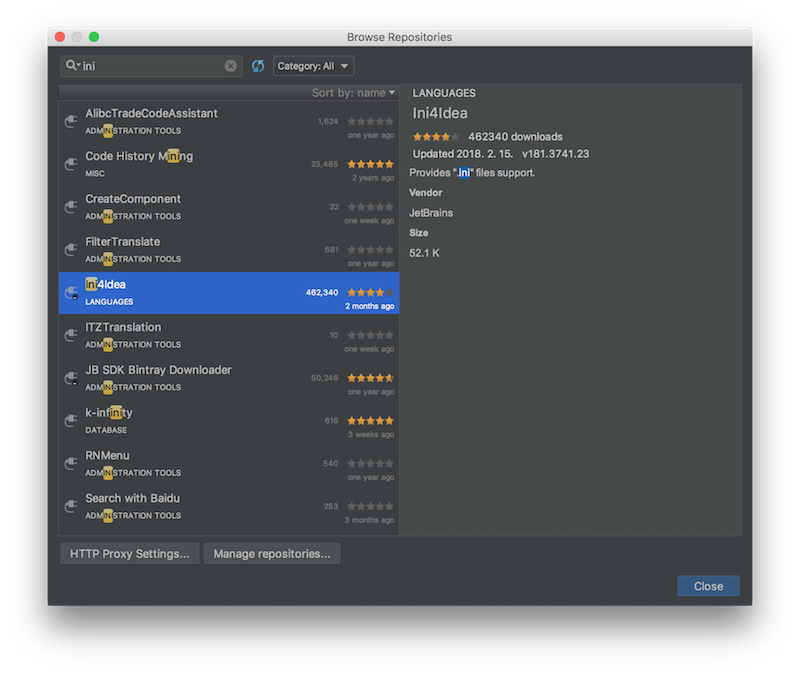 Browse Repositories
ini
Category: All
Sort by: name
AlibcTradeCodeAssistant
1,624
ADMINISTRATION TOOLS
one year ago
Code History Mining
23,485
MISC
2 years ago
CreateComponent
22
ADMINISTRATION TOOLS
one week ago
FilterTranslate
681
ADMINISTRATION TOOLS
one year ago
Ini4Idea
462,340
LANGUAGES
2 months ago
ITZTranslation
10
ADMINISTRATION TOOLS
one week ago
JB SDK Bintray Downloader
50,246
ADMINISTRATION TOOLS
one year ago
k-infinity
616
DATABASE
3 weeks ago
RNMenu
540
ADMINISTRATION TOOLS
one year ago
Search with Baidu
253
ADMINISTRATION TOOLS
3 months ago
LANGUAGES
Ini4Idea
462340 downloads
Updated 2018. 2. 15. v181.3741.23
Provides ".ini" files support.
Vendor
JetBrains
Size
52.1 K
HTTP Proxy Settings...
Manage repositories...
Close